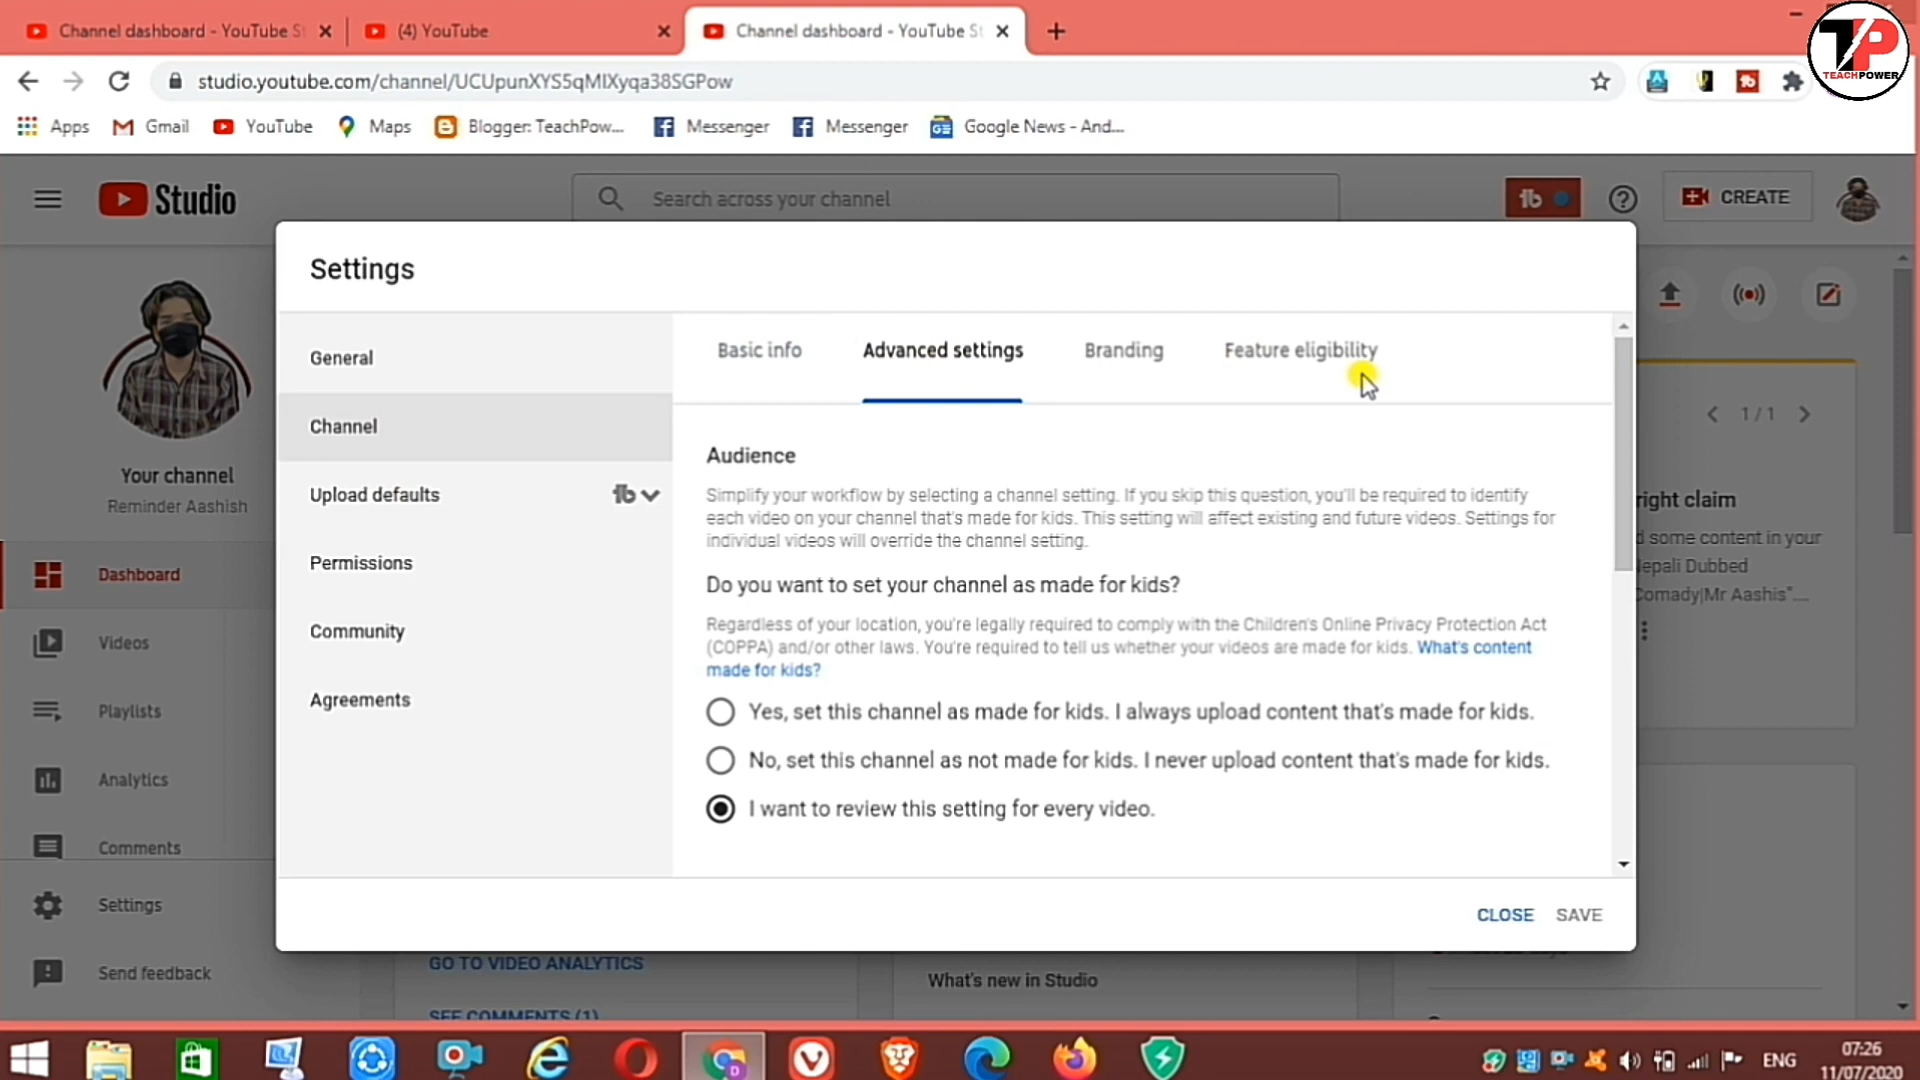 Channel dashboard - YouTube St
(4) YouTube
Channel dashboard - YouTube St
TP
TEACHPOWER
studio.youtube.com/channel/UCUpunXYS5qMlXyqa38SGPow
Apps
Gmail
YouTube
Maps
Blogger: TeachPow...
Messenger
Messenger
Google News - And...
Studio
Search across your channel
CREATE
Settings
General
Channel
Upload defaults
Permissions
Community
Agreements
Basic info
Advanced settings
Branding
Feature eligibility
Audience
Simplify your workflow by selecting a channel setting. If you skip this question, you'll be required to identify
each video on your channel that's made for kids. This setting will affect existing and future videos. Settings for
individual videos will override the channel setting.
Do you want to set your channel as made for kids?
Regardless of your location, you're legally required to comply with the Children's Online Privacy Protection Act
(COPPA) and/or other laws. You're required to tell us whether your videos are made for kids. What's content
made for kids?
Yes, set this channel as made for kids. I always upload content that's made for kids.
No, set this channel as not made for kids. I never upload content that's made for kids.
I want to review this setting for every video.
CLOSE
SAVE
Your channel
Reminder Aashish
Dashboard
Videos
Playlists
Analytics
Comments
Settings
Send feedback
1 / 1
right claim
d some content in your
Nepali Dubbed
Comady|Mr Aashis"....
GO TO VIDEO ANALYTICS
SEE COMMENTS (1)
What's new in Studio
ENG
07:26
11/07/2020